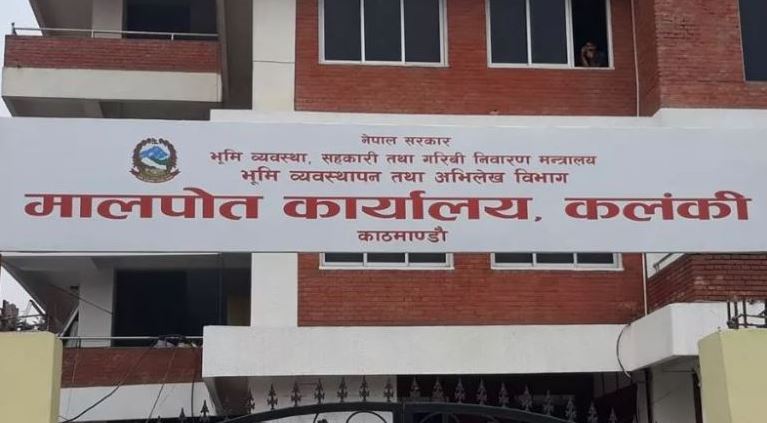 नेपाल सरकार
भूमि व्यवस्था, सहकारी तथा गरिबी निवारण मन्त्रालय
भूमि व्यवस्थापन तथा अभिलेख विभाग
मालपोत कार्यालय, कलंकी
काठमाण्डौ